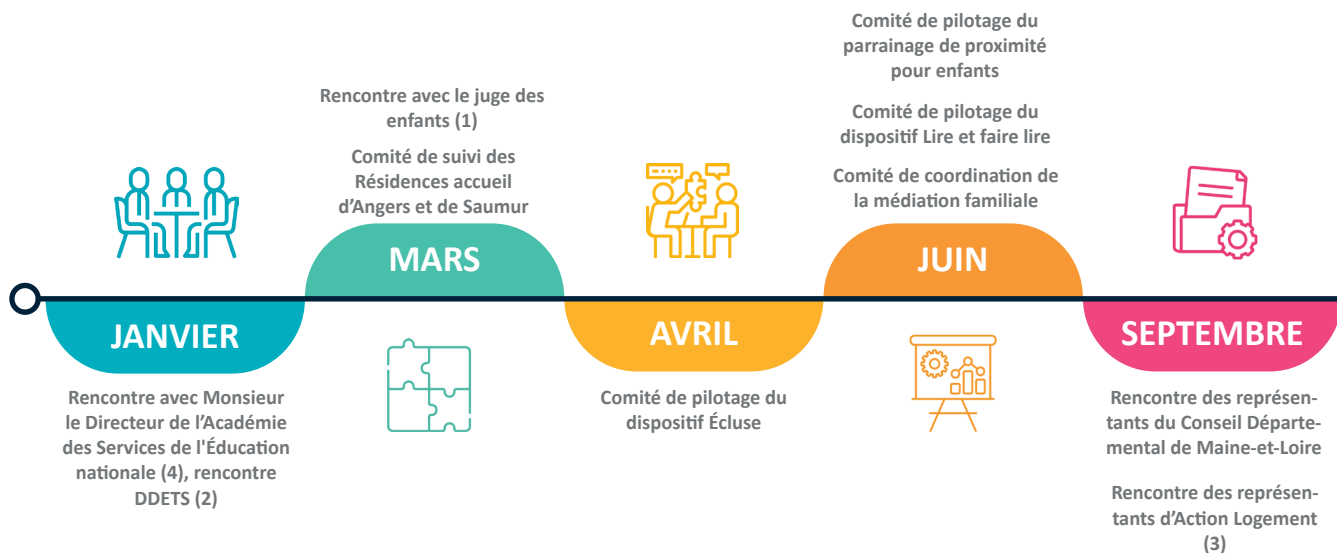 JANVIER
Rencontre avec Monsieur
le Directeur de l’Académie
des Services de l'Éducation
nationale (4), rencontre
DDETS (2)
Rencontre avec le juge des
enfants (1)
Comité de suivi des
Résidences accueil
d’Angers et de Saumur
MARS
AVRIL
Comité de pilotage du
dispositif Écluse
Comité de pilotage du
parrainage de proximité
pour enfants
Comité de pilotage du
dispositif Lire et faire lire
Comité de coordination de
la médiation familiale
JUIN
SEPTEMBRE
Rencontre des représen-
tants du Conseil Départe-
mental de Maine-et-Loire
Rencontre des représen-
tants d’Action Logement
(3)